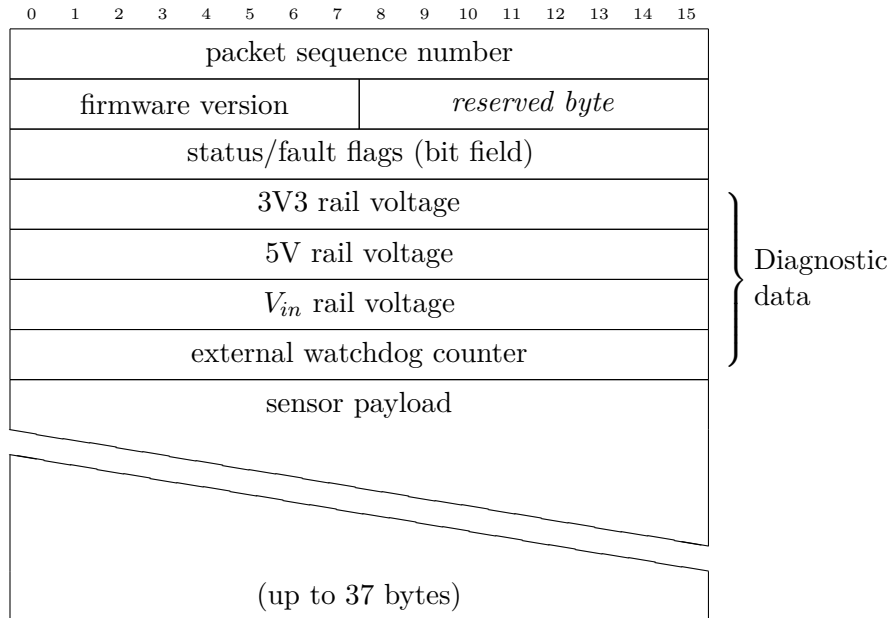 0 1 2 3 4 5 6 7 8 9 10 11 12 13 14 15
packet sequence number
firmware version reserved byte
status/fault flags (bit field)
3V3 rail voltage
5V rail voltage
Vin rail voltage
external watchdog counter
Diagnostic
data
sensor payload
(up to 37 bytes)